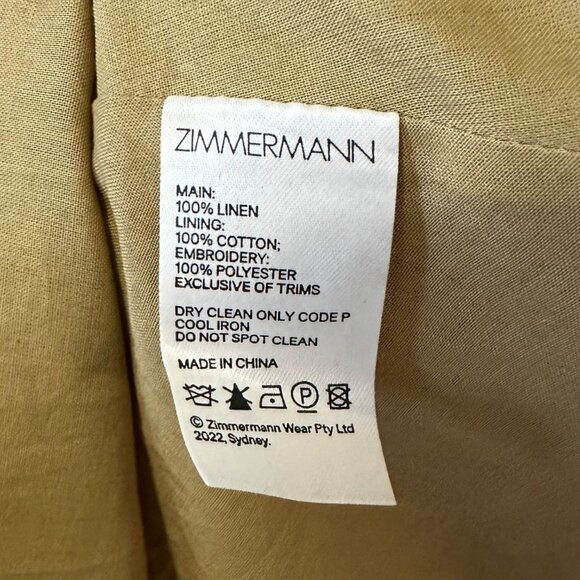 ZIMMERMANN
MAIN:
100% LINEN
LINING:
100% COTTON;
EMBROIDERY:
100% POLYESTER
EXCLUSIVE OF TRIMS
DRY CLEAN ONLY CODE P
COOL IRON
DO NOT SPOT CLEAN
MADE IN CHINA
P
© Zimmermann Wear Pty Ltd
2022, Sydney.